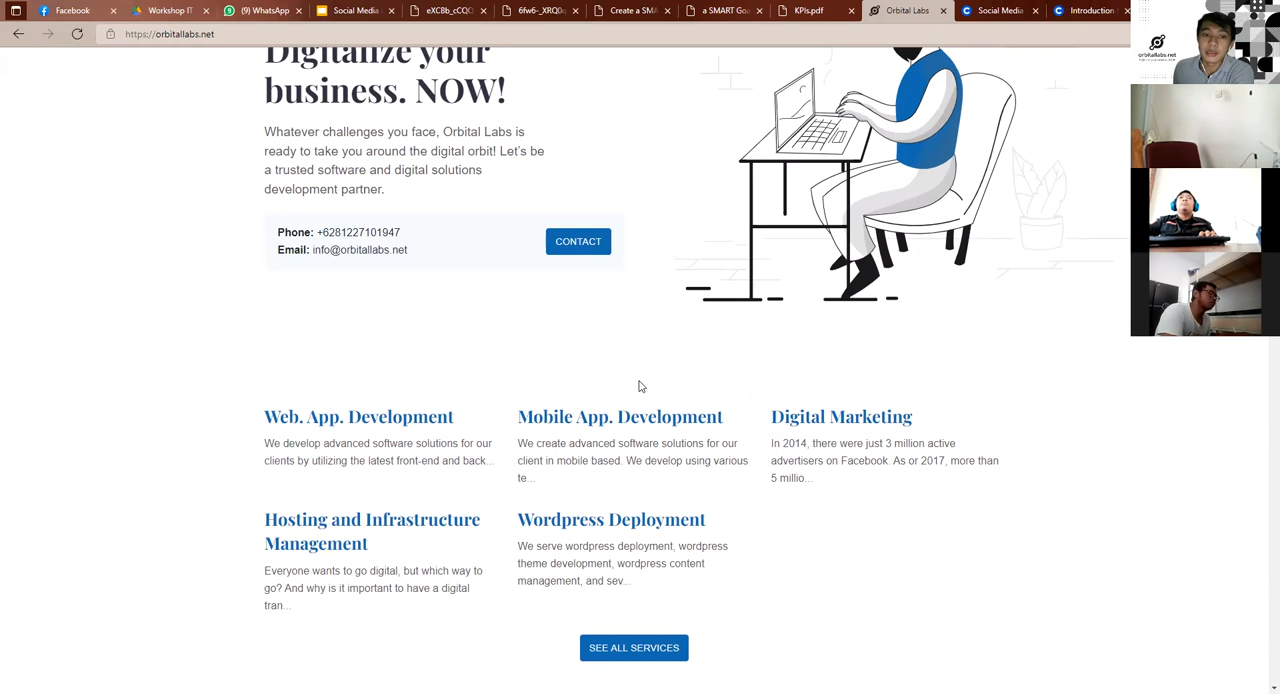 Facebook
Workshop IT
(9) WhatsApp
Social Media
eXCBb_cCQC
6fw6-_XRQ0
Create a SMA
a SMART Goa
KPIs.pdf
Orbital Labs
Social Media
Introduction
https://orbitallabs.net
orbitallabs.net
Digitalize your
business. NOW!
Whatever challenges you face, Orbital Labs is
ready to take you around the digital orbit! Let's be
a trusted software and digital solutions
development partner.
Phone: +6281227101947
Email: info@orbitallabs.net
CONTACT
Web. App. Development
We develop advanced software solutions for our
clients by utilizing the latest front-end and back...
Mobile App. Development
We create advanced software solutions for our
client in mobile based. We develop using various
te...
Digital Marketing
In 2014, there were just 3 million active
advertisers on Facebook. As or 2017, more than
5 millio...
Hosting and Infrastructure
Management
Everyone wants to go digital, but which way to
go? And why is it important to have a digital
tran...
Wordpress Deployment
We serve wordpress deployment, wordpress
theme development, wordpress content
management, and sev...
SEE ALL SERVICES